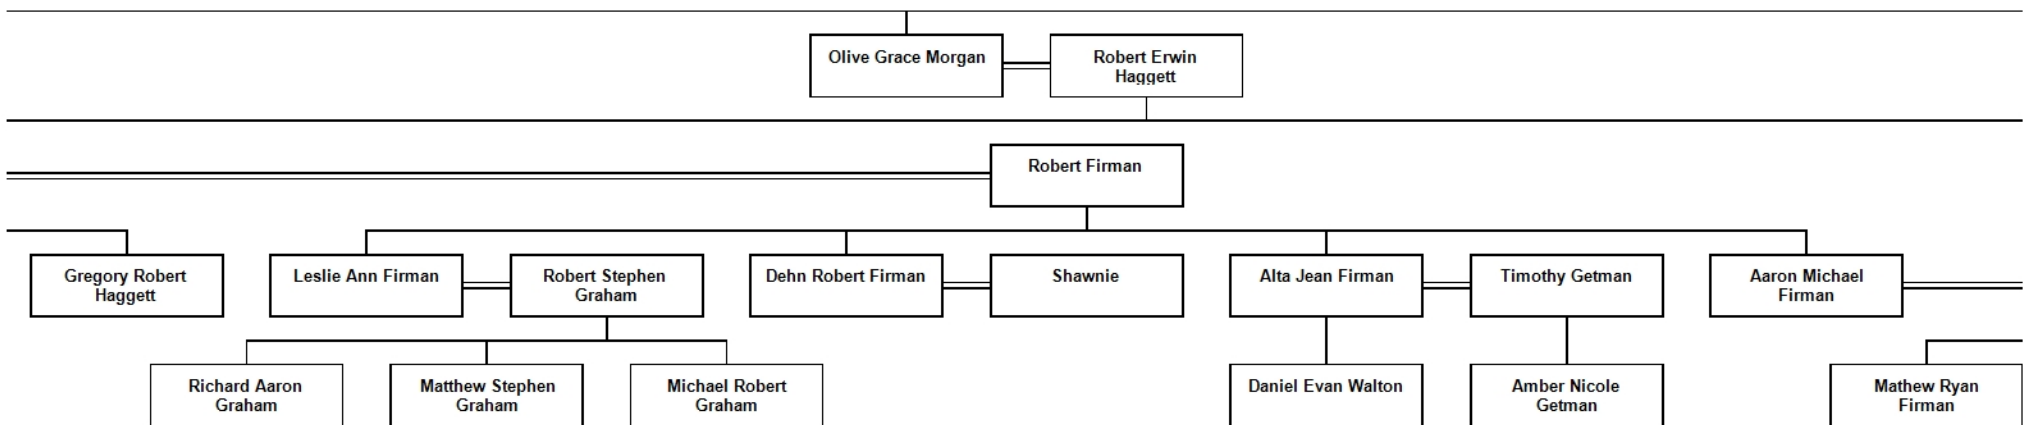 Olive Grace Morgan
Robert Erwin
Haggett
Robert Firman
Gregory Robert
Haggett
Leslie Ann Firman
Robert Stephen
Graham
Dehn Robert Firman
Shawnie
Alta Jean Firman
Timothy Getman
Aaron Michael
Firman
Richard Aaron
Graham
Matthew Stephen
Graham
Michael Robert
Graham
Daniel Evan Walton
Amber Nicole
Getman
Mathew Ryan
Firman